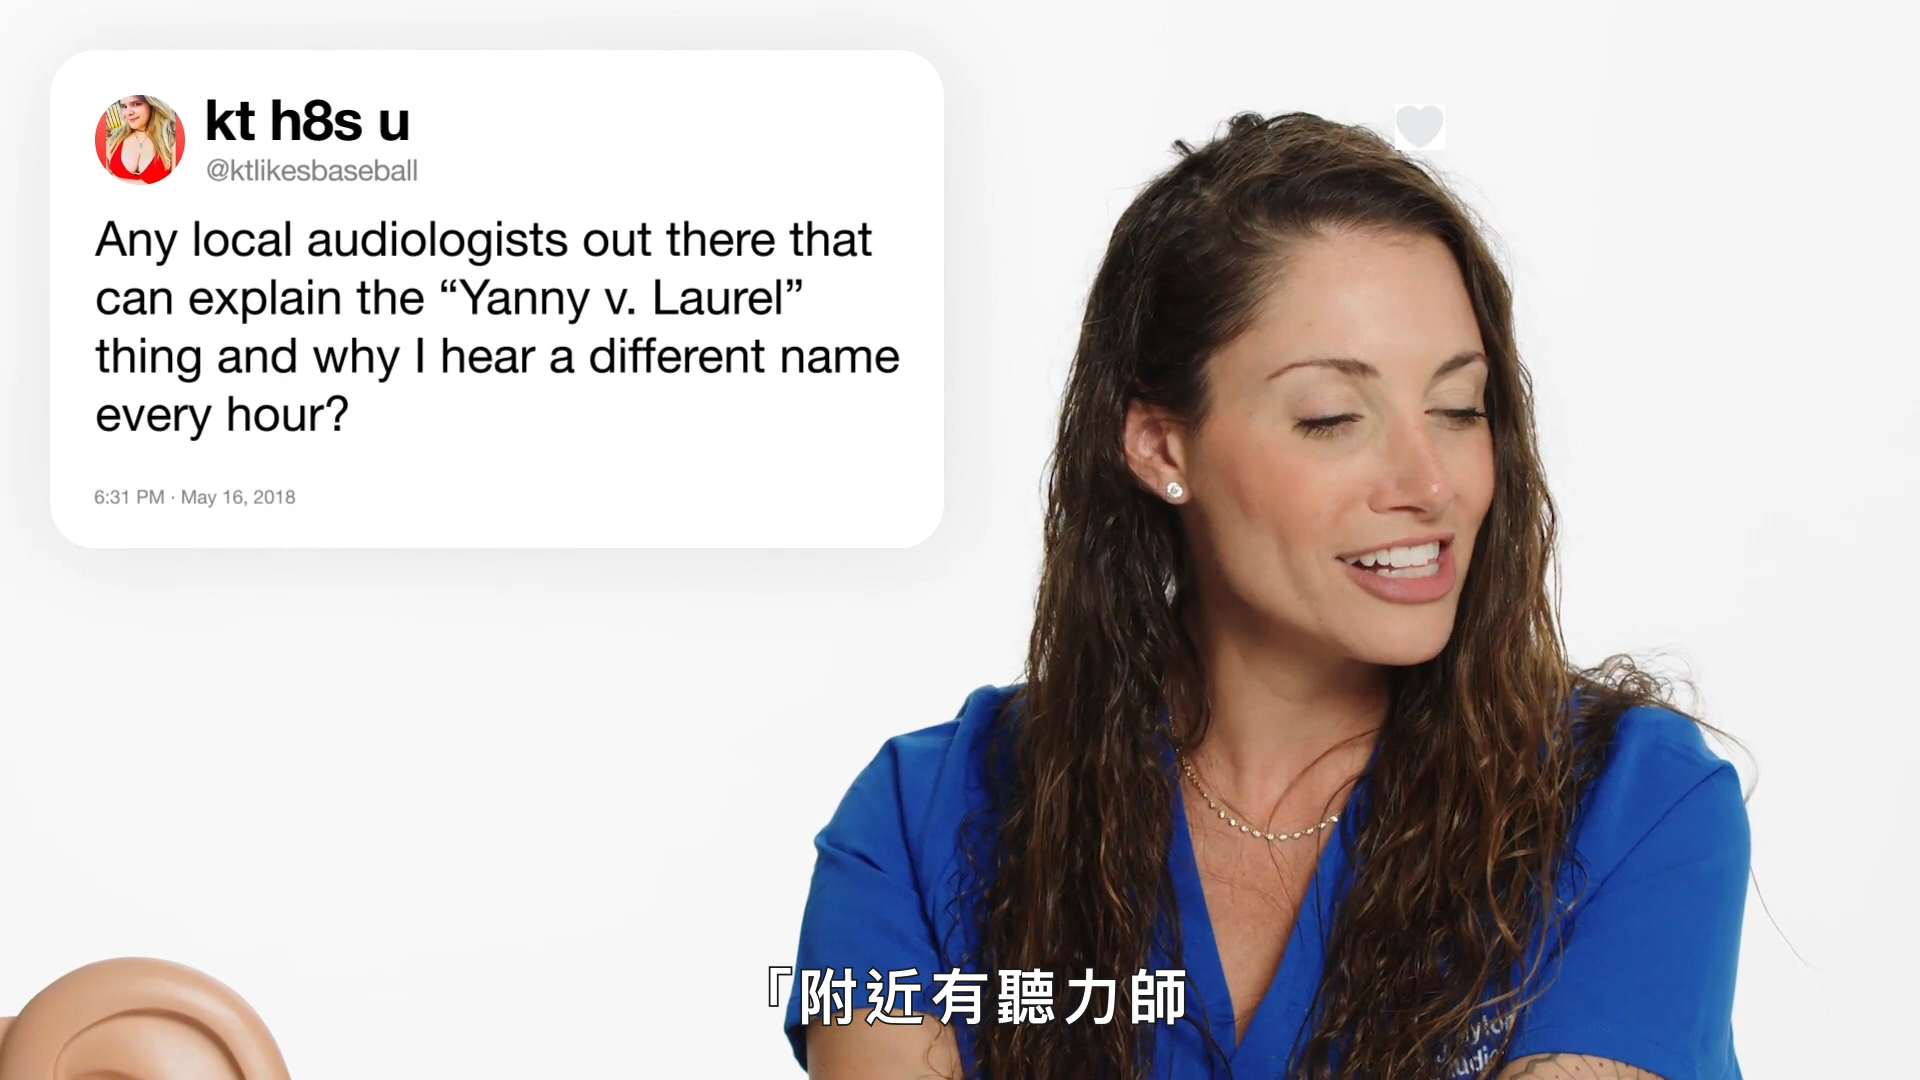 kt h8s u
@ktlikesbaseball
Any local audiologists out there that
can explain the “Yanny v. Laurel”
thing and why I hear a different name
every hour?
6:31 PM · May 16, 2018
「附近有聽力師